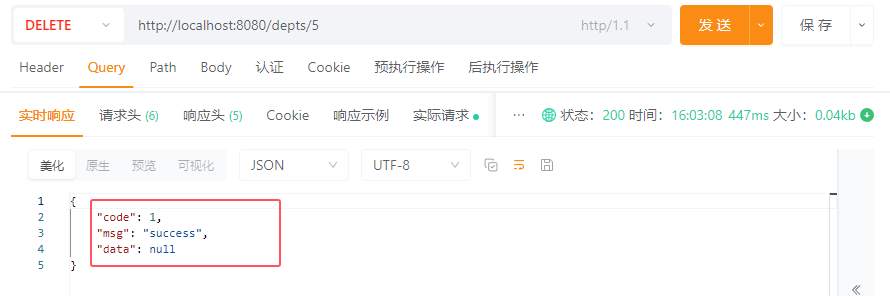 DELETE http://localhost:8080/depts/5 http/1.1 发 送 保 存
Header Query Path Body 认证 Cookie 预执行操作 后执行操作
实时响应 请求头 (6) 响应头 (5) Cookie 响应示例 实际请求 ··· 状态: 200 时间: 16:03:08 447ms 大小: 0.04kb
美化 原生 预览 可视化 JSON UTF-8
1 {
2 "code": 1,
3 "msg": "success",
4 "data": null
5 }